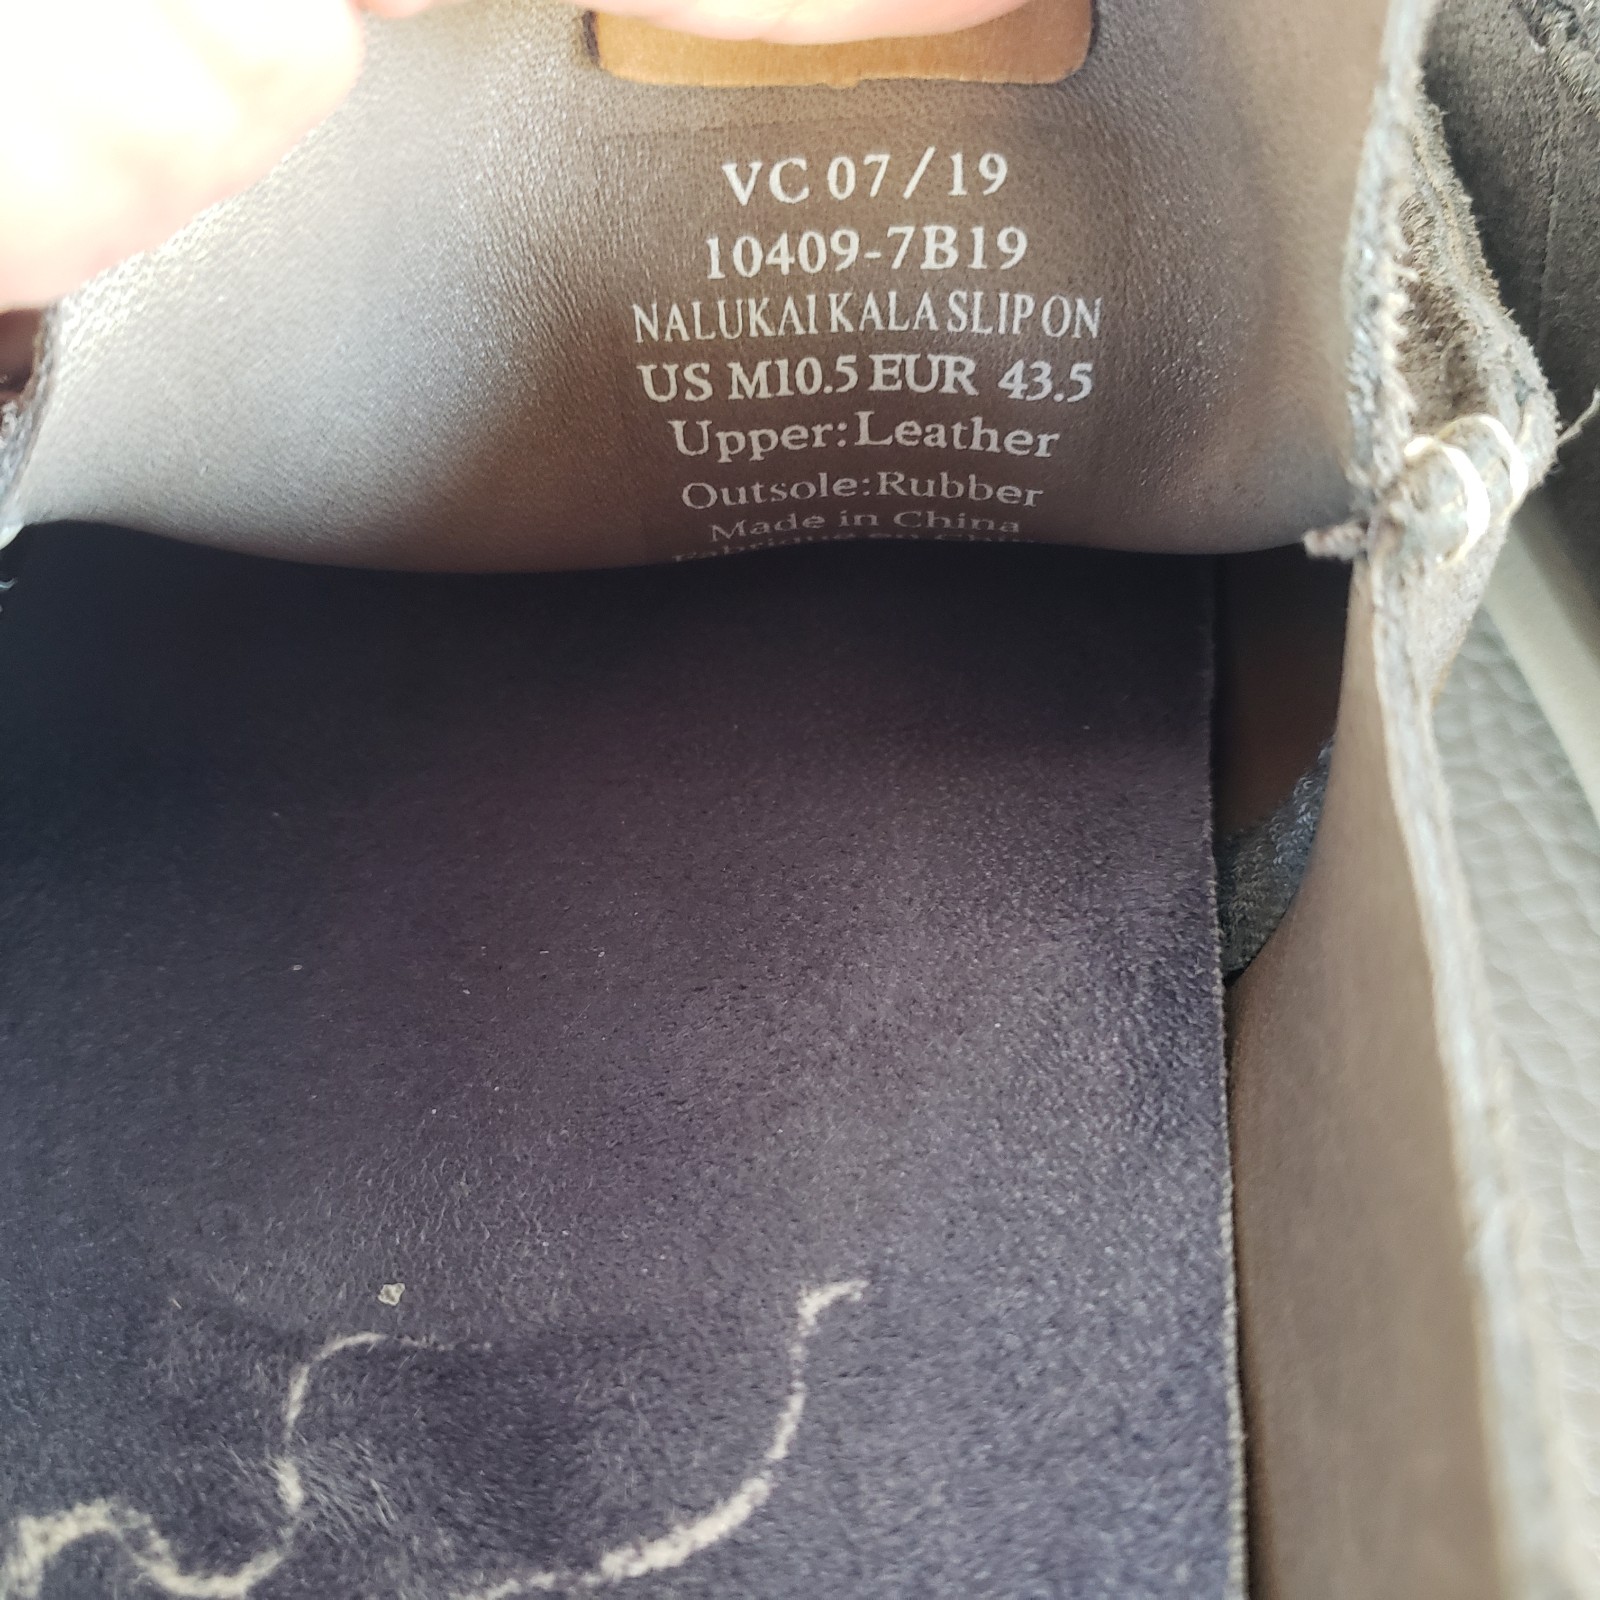 VC 07/19
10409-7B19
NALUKAI KALA SLIP ON
US M10.5 EUR 43.5
Upper:Leather
Outsole:Rubber
Made in China